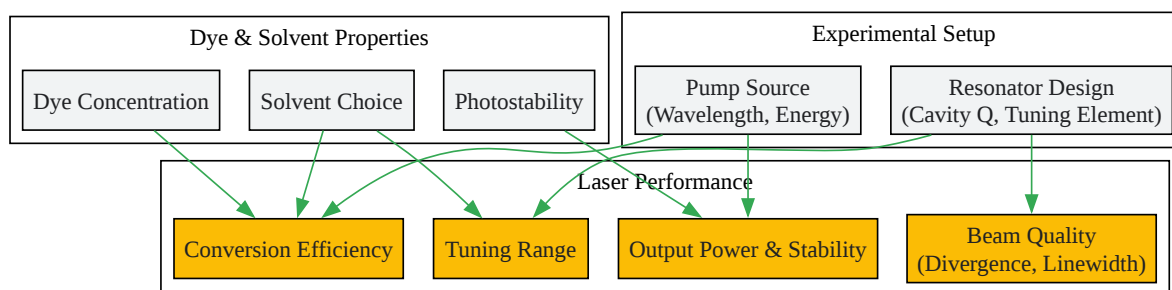 Dye & Solvent Properties
Experimental Setup
Dye Concentration
Solvent Choice
Photostability
Pump Source
(Wavelength, Energy)
Resonator Design
(Cavity Q, Tuning Element)
Laser Performance
Conversion Efficiency
Tuning Range
Output Power & Stability
Beam Quality
(Divergence, Linewidth)